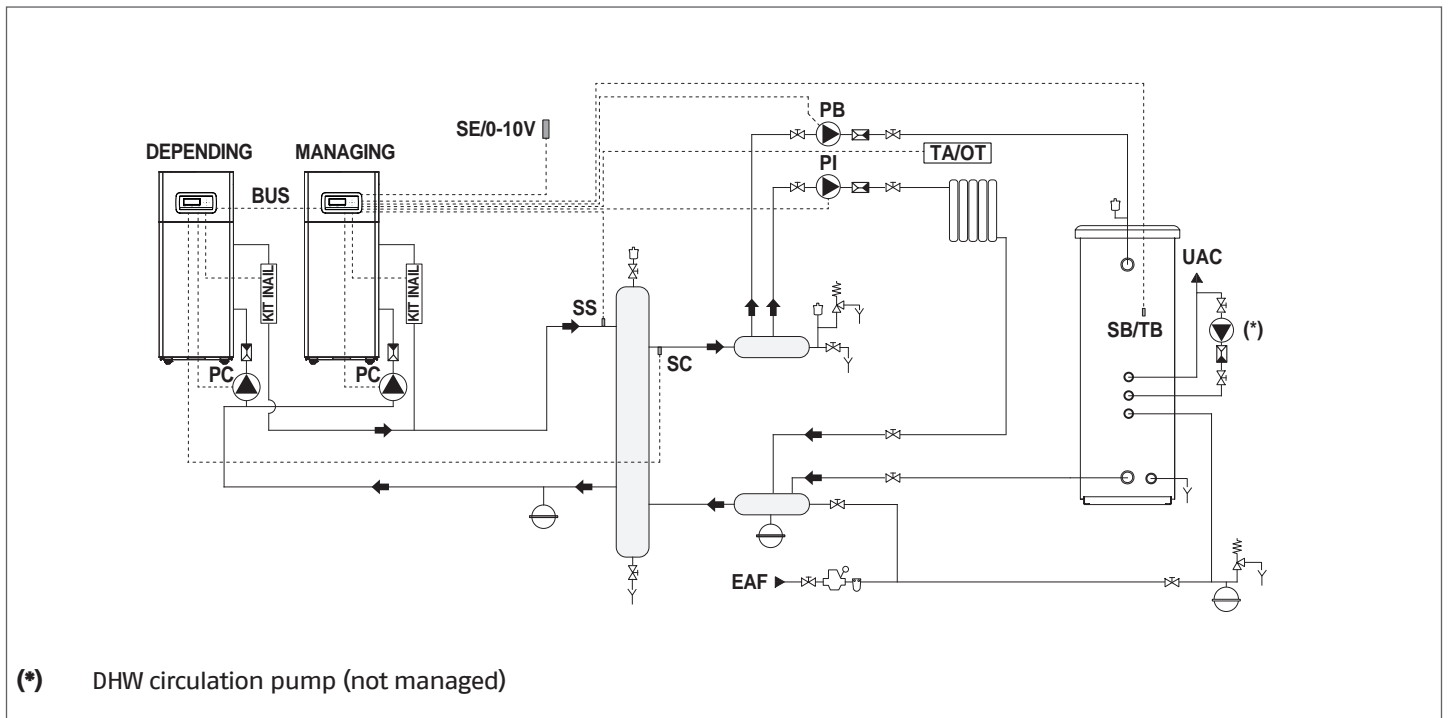 SE/0-10V
PB
DEPENDING
MANAGING
TA/OT
PI
BUS
KIT INAIL
KIT INAIL
UAC
SS
SB/TB
(*)
SC
PC
PC
EAF
(*) DHW circulation pump (not managed)